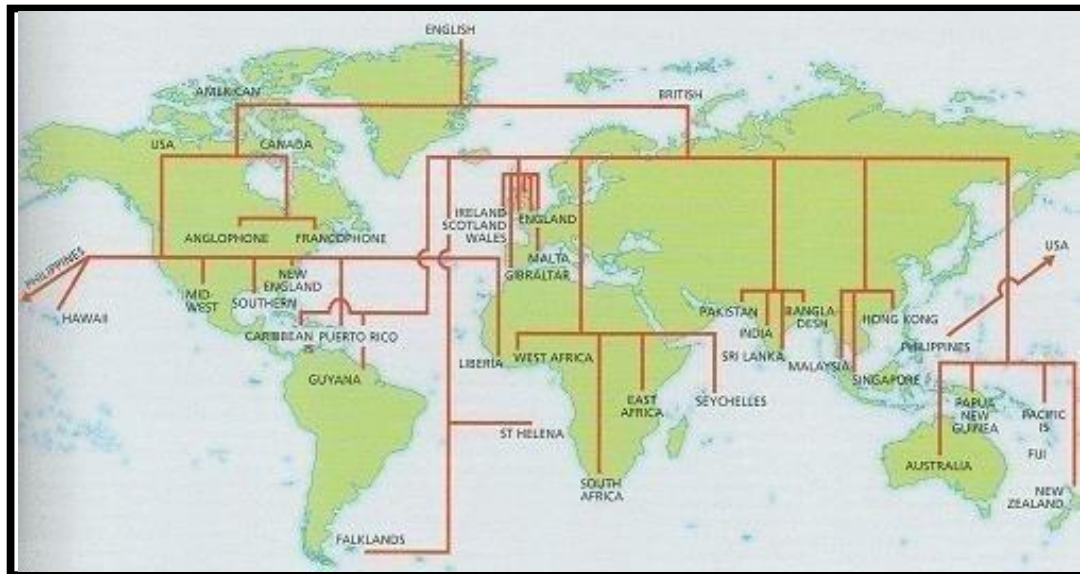 ENGLISH
AMERICAN
BRITISH
USA
CANADA
IRELAND
SCOTLAND
WALES
ENGLAND
ANGLOPHONE
FRANCOPHONE
MALTA
GIBRALTAR
USA
PHILIPPINES
HAWAII
MID-
WEST
SOUTHERN
NEW
ENGLAND
CARIBBEAN
IS
PUERTO RICO
GUYANA
LIBERIA
WEST AFRICA
EAST
AFRICA
SEYCHELLES
SOUTH
AFRICA
ST HELENA
FALKLANDS
PAKISTAN
INDIA
BANGLA
DESH
SRI LANKA
HONG KONG
MALAYSIA
SINGAPORE
PHILIPPINES
PAPUA
NEW
GUINEA
PACIFIC
IS
FIJI
AUSTRALIA
NEW
ZEALAND